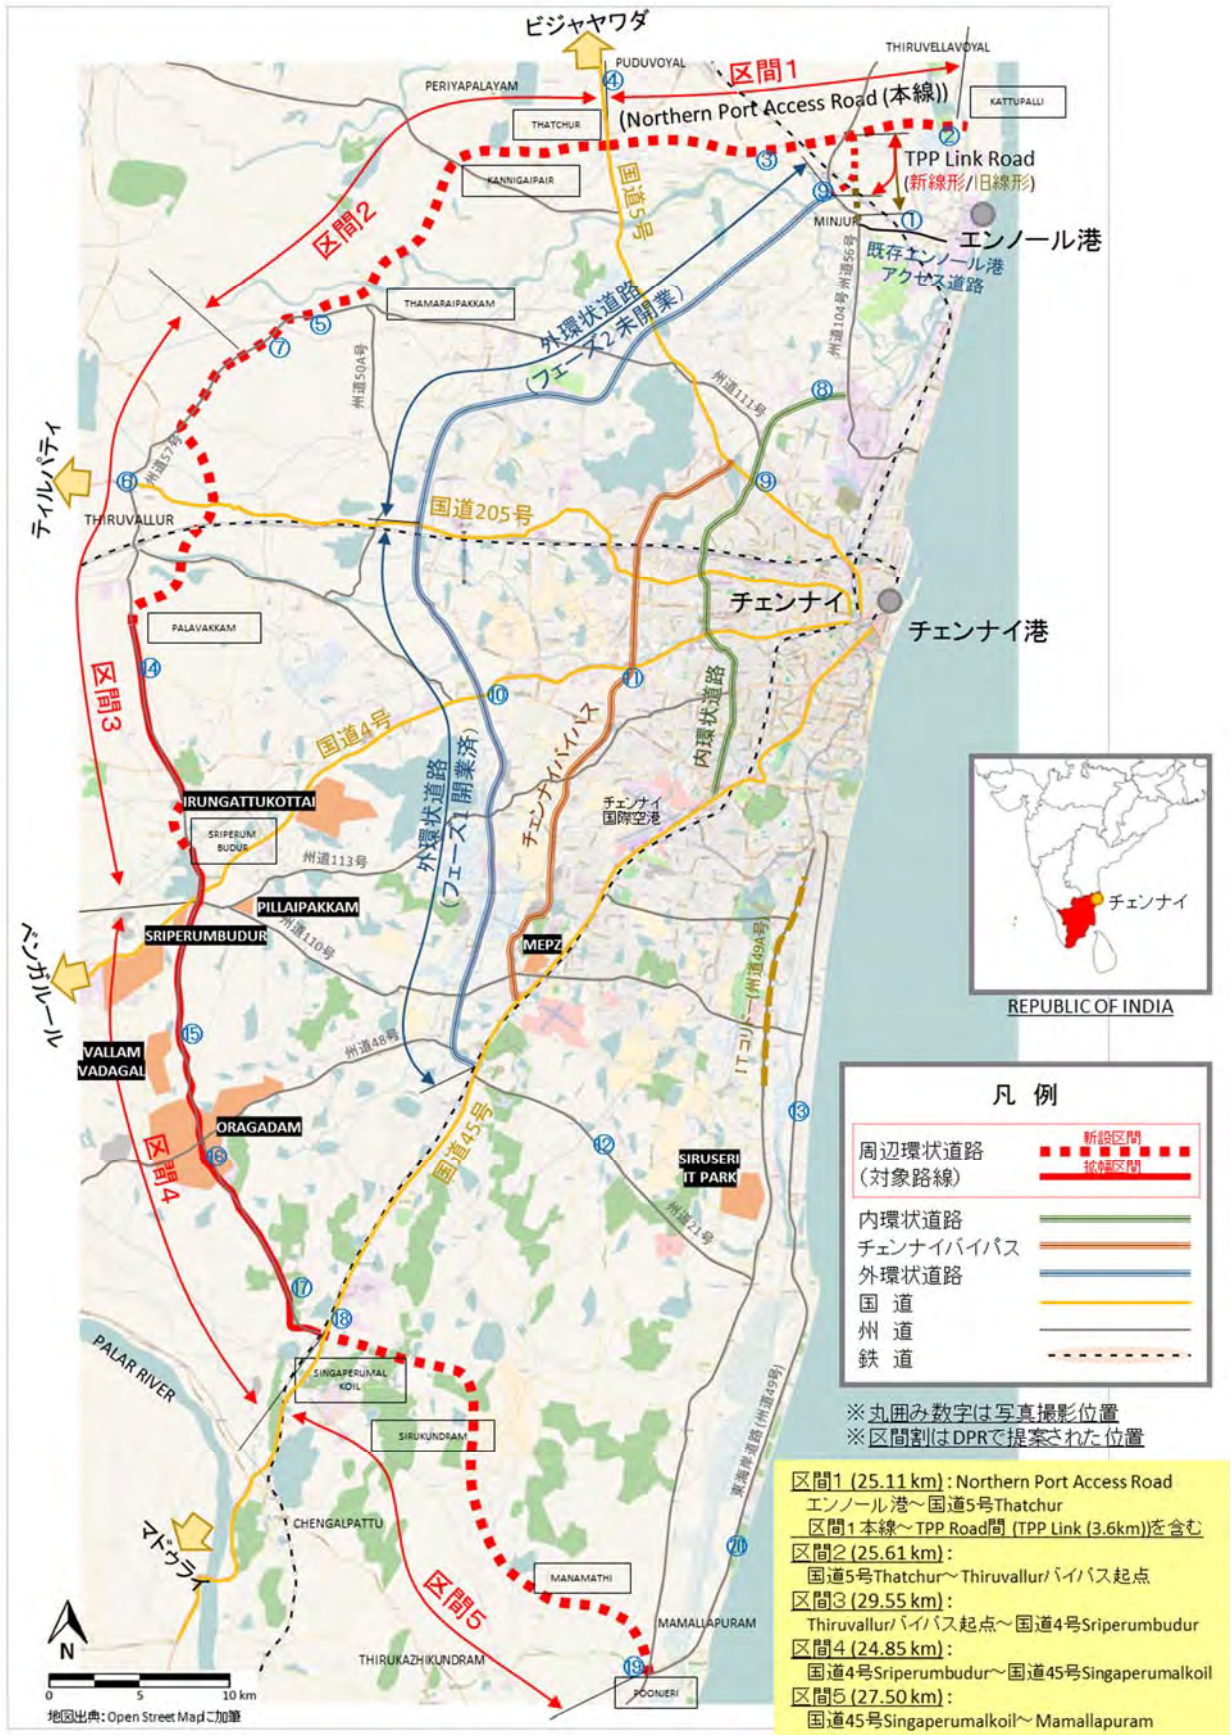 ビジャヤワダ
THIRUVELLAVOYAL
PUDUVOYAL
区間1
④
PERIYAPALAYAM
KATTUPALLI
(Northern Port Access Road (本線))
THATCHUR
②
③
TPP Link Road
(新線形/旧線形)
KANNIGAIPAIR
国道5号
⑨
MINJUR
①
エンノール港
区間2
既存エンノール港
アクセス道路
州道56号
州道104号
THAMARAIPAKKAM
外環状道路
(フェーズ2 未開業)
⑤
⑦
州道50A号
州道111号
⑧
ティルパティ
州道57号
⑥
⑨
国道205号
THIRUVALLUR
チェンナイ
チェンナイ港
PALAVAKKAM
⑭
区間3
⑪
⑩
内環状道路
国道4号
チェンナイバイパス
外環状道路
(フェーズ1 開業済)
IRUNGATTUKOTTAI
チェンナイ
国際空港
SRIPERUM
BUDUR
州道113号
PILLAIPAKKAM
州道110号
SRIPERUMBUDUR
MEPZ
ITコリドー(州道49A号)
チェンナイ
REPUBLIC OF INDIA
ベンガルール
⑮
州道48号
VALLAM
VADAGAL
ORAGADAM
⑯
区間4
国道45号
⑫
⑬
SIRUSERI
IT PARK
州道21号
凡 例
周辺環状道路
(対象路線)
新設区間
拡幅区間
内環状道路
チェンナイバイパス
外環状道路
国 道
州 道
鉄 道
⑰
⑱
PALAR RIVER
SINGAPERUMAL
KOIL
SIRUKUNDRAM
東海岸道路(州道49号)
※丸囲み数字は写真撮影位置
※区間割はDPRで提案された位置
CHENGALPATTU
マドゥライ
⑳
MANAMATHI
区間5
MAMALLAPURAM
THIRUKAZHIKUNDRAM
⑲
POONJERI
区間1 (25.11 km) : Northern Port Access Road
エンノール港～国道5号Thatchur
区間1本線～TPP Road間 (TPP Link (3.6km))を含む
区間2 (25.61 km) :
国道5号Thatchur～Thiruvallurバイパス起点
区間3 (29.55 km) :
Thiruvallurバイパス起点～国道4号Sriperumbudur
区間4 (24.85 km) :
国道4号Sriperumbudur～国道45号Singaperumalkoil
区間5 (27.50 km) :
国道45号Singaperumalkoil～Mamallapuram
N
0 5 10 km
地図出典：Open Street Mapに加筆